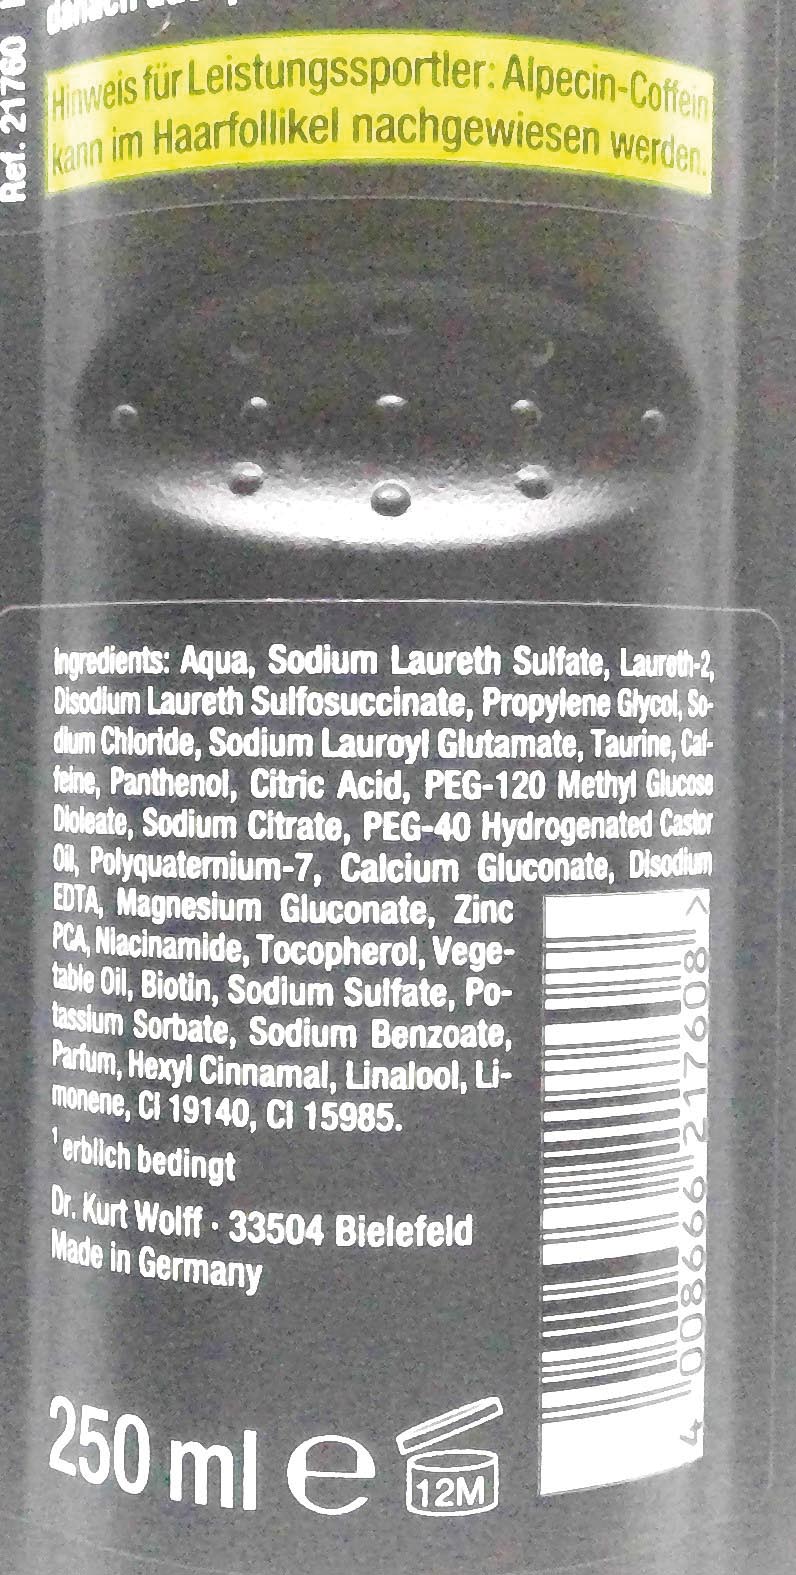 danach
Ref. 21760
Hinweis für Leistungssportler: Alpecin-Coffein
kann im Haarfollikel nachgewiesen werden.
Ingredients: Aqua, Sodium Laureth Sulfate, Laureth-2,
Disodium Laureth Sulfosuccinate, Propylene Glycol, So-
dium Chloride, Sodium Lauroyl Glutamate, Taurine, Caf-
feine, Panthenol, Citric Acid, PEG-120 Methyl Glucose
Dioleate, Sodium Citrate, PEG-40 Hydrogenated Castor
Oil, Polyquaternium-7, Calcium Gluconate, Disodium
EDTA, Magnesium Gluconate, Zinc
PCA, Niacinamide, Tocopherol, Vege-
table Oil, Biotin, Sodium Sulfate, Po-
tassium Sorbate, Sodium Benzoate,
Parfum, Hexyl Cinnamal, Linalool, Li-
monene, CI 19140, CI 15985.
¹ erblich bedingt
Dr. Kurt Wolff · 33504 Bielefeld
Made in Germany
250 ml e
12M
4 008666 217608 >